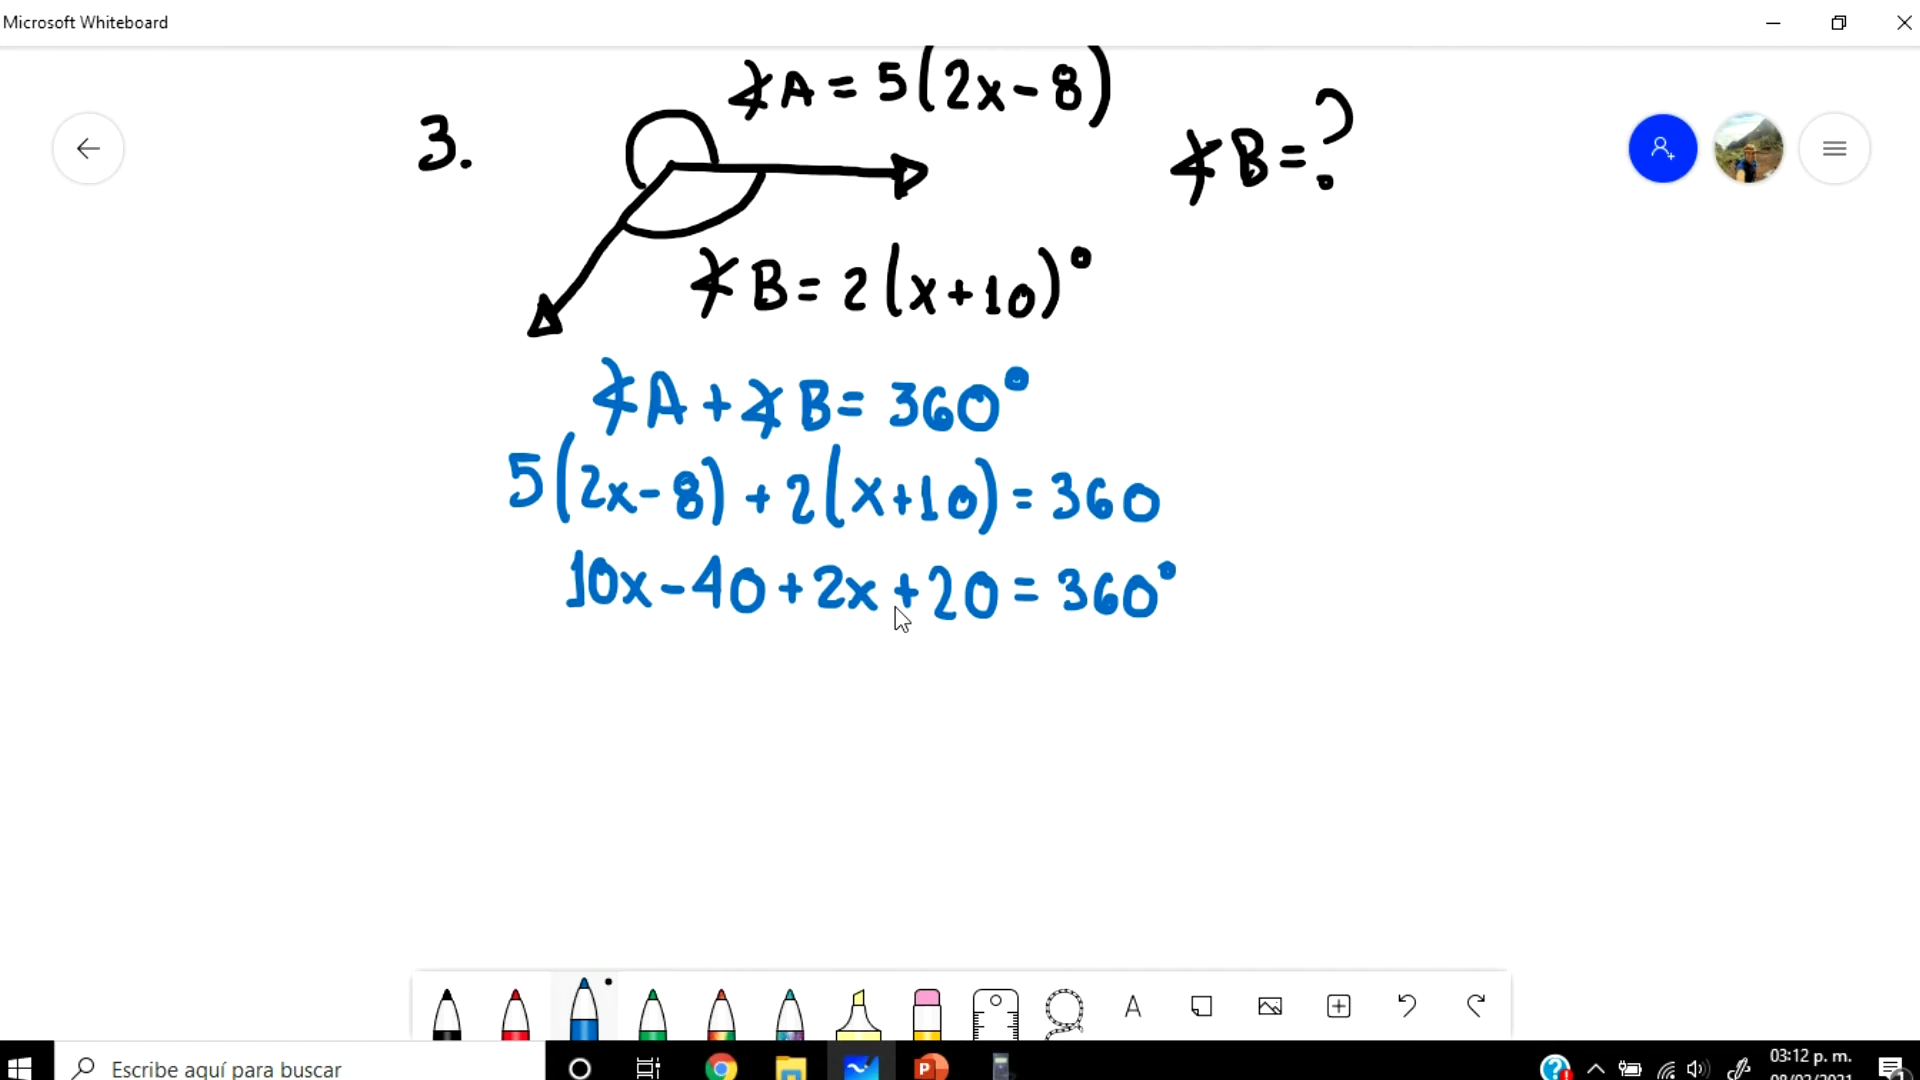 Microsoft Whiteboard
∡A = 5(2x-8)
3.
∡B = ?
∡B = 2(x+10)°
∡A + ∡B = 360°
5(2x-8) + 2(x+10) = 360
10x - 40 + 2x + 20 = 360°
A
Escribe aquí para buscar
03:12 p. m.